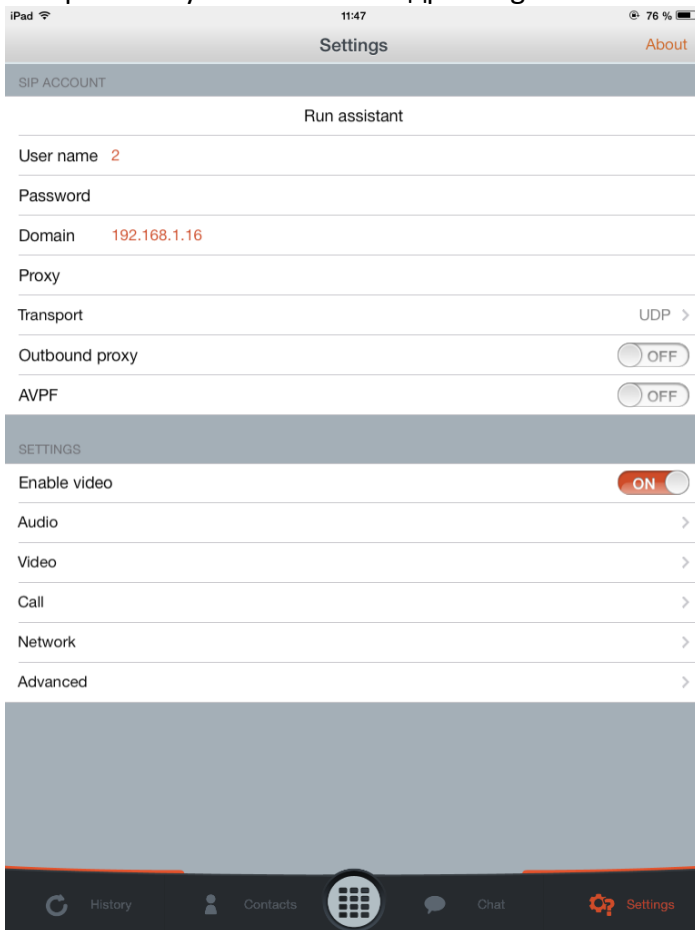 iPad 11:47 76 %
Settings About
SIP ACCOUNT
Run assistant
User name 2
Password
Domain 192.168.1.16
Proxy
Transport UDP >
Outbound proxy OFF
AVPF OFF
SETTINGS
Enable video ON
Audio >
Video >
Call >
Network >
Advanced >
History Contacts Chat Settings